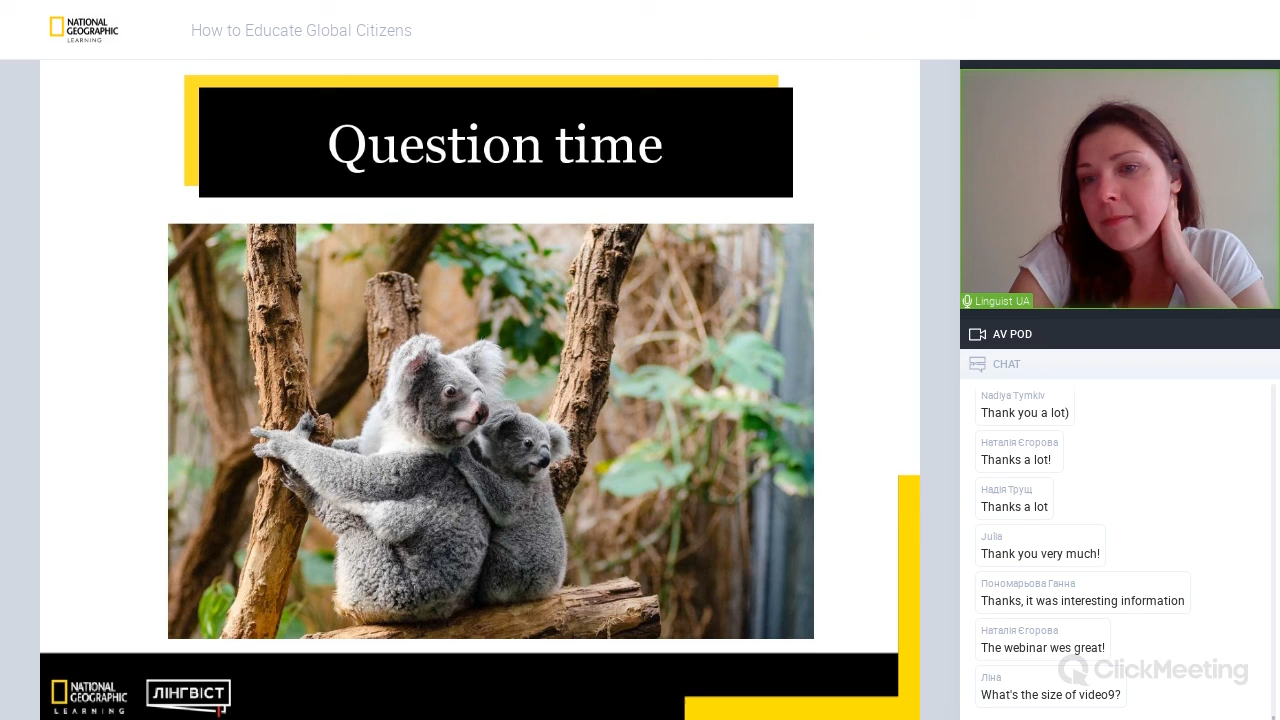 NATIONAL
GEOGRAPHIC
LEARNING
How to Educate Global Citizens
Question time
NATIONAL
GEOGRAPHIC
LEARNING
ЛІНГВІСТ
Linguist UA
AV POD
CHAT
Nadiya Tymkiv
Thank you a lot)
Наталія Єгорова
Thanks a lot!
Надія Трущ
Thanks a lot
Julia
Thank you very much!
Пономарьова Ганна
Thanks, it was interesting information
Наталія Єгорова
The webinar wes great!
Ліна
What's the size of video9?
ClickMeeting